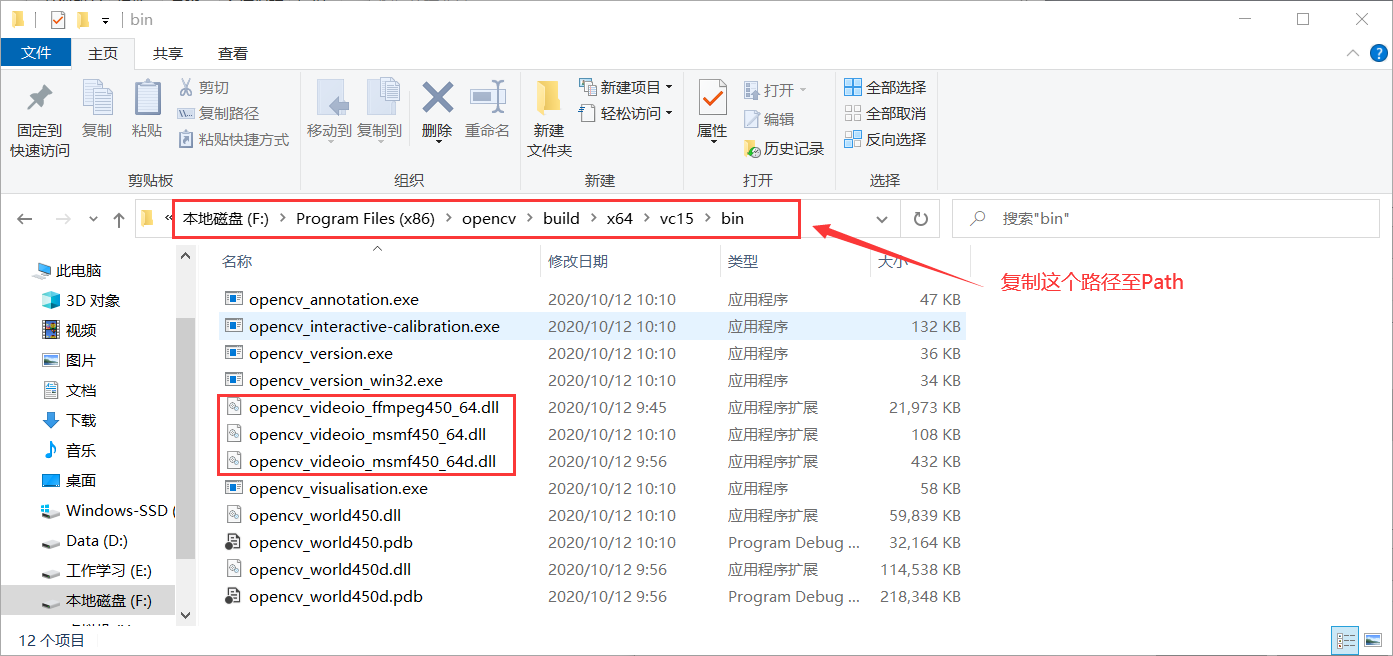 bin
文件 主页 共享 查看
固定到快速访问 复制 粘贴 剪切
复制路径
粘贴快捷方式
移动到 复制到 删除 重命名
新建文件夹 新建项目
轻松访问
属性 打开
编辑
历史记录
全部选择
全部取消
反向选择
剪贴板 组织 新建 打开 选择
« 本地磁盘 (F:) > Program Files (x86) > opencv > build > x64 > vc15 > bin 搜索"bin"
名称 修改日期 类型 大小
复制这个路径至Path
opencv_annotation.exe 2020/10/12 10:10 应用程序 47 KB
opencv_interactive-calibration.exe 2020/10/12 10:10 应用程序 132 KB
opencv_version.exe 2020/10/12 10:10 应用程序 36 KB
opencv_version_win32.exe 2020/10/12 10:10 应用程序 34 KB
opencv_videoio_ffmpeg450_64.dll 2020/10/12 9:45 应用程序扩展 21,973 KB
opencv_videoio_msmf450_64.dll 2020/10/12 10:10 应用程序扩展 108 KB
opencv_videoio_msmf450_64d.dll 2020/10/12 9:56 应用程序扩展 432 KB
opencv_visualisation.exe 2020/10/12 10:10 应用程序 58 KB
opencv_world450.dll 2020/10/12 10:10 应用程序扩展 59,839 KB
opencv_world450.pdb 2020/10/12 10:10 Program Debug ... 32,164 KB
opencv_world450d.dll 2020/10/12 9:56 应用程序扩展 114,538 KB
opencv_world450d.pdb 2020/10/12 9:56 Program Debug ... 218,348 KB
此电脑
3D 对象
视频
图片
文档
下载
音乐
桌面
Windows-SSD (
Data (D:)
工作学习 (E:)
本地磁盘 (F:)
12 个项目